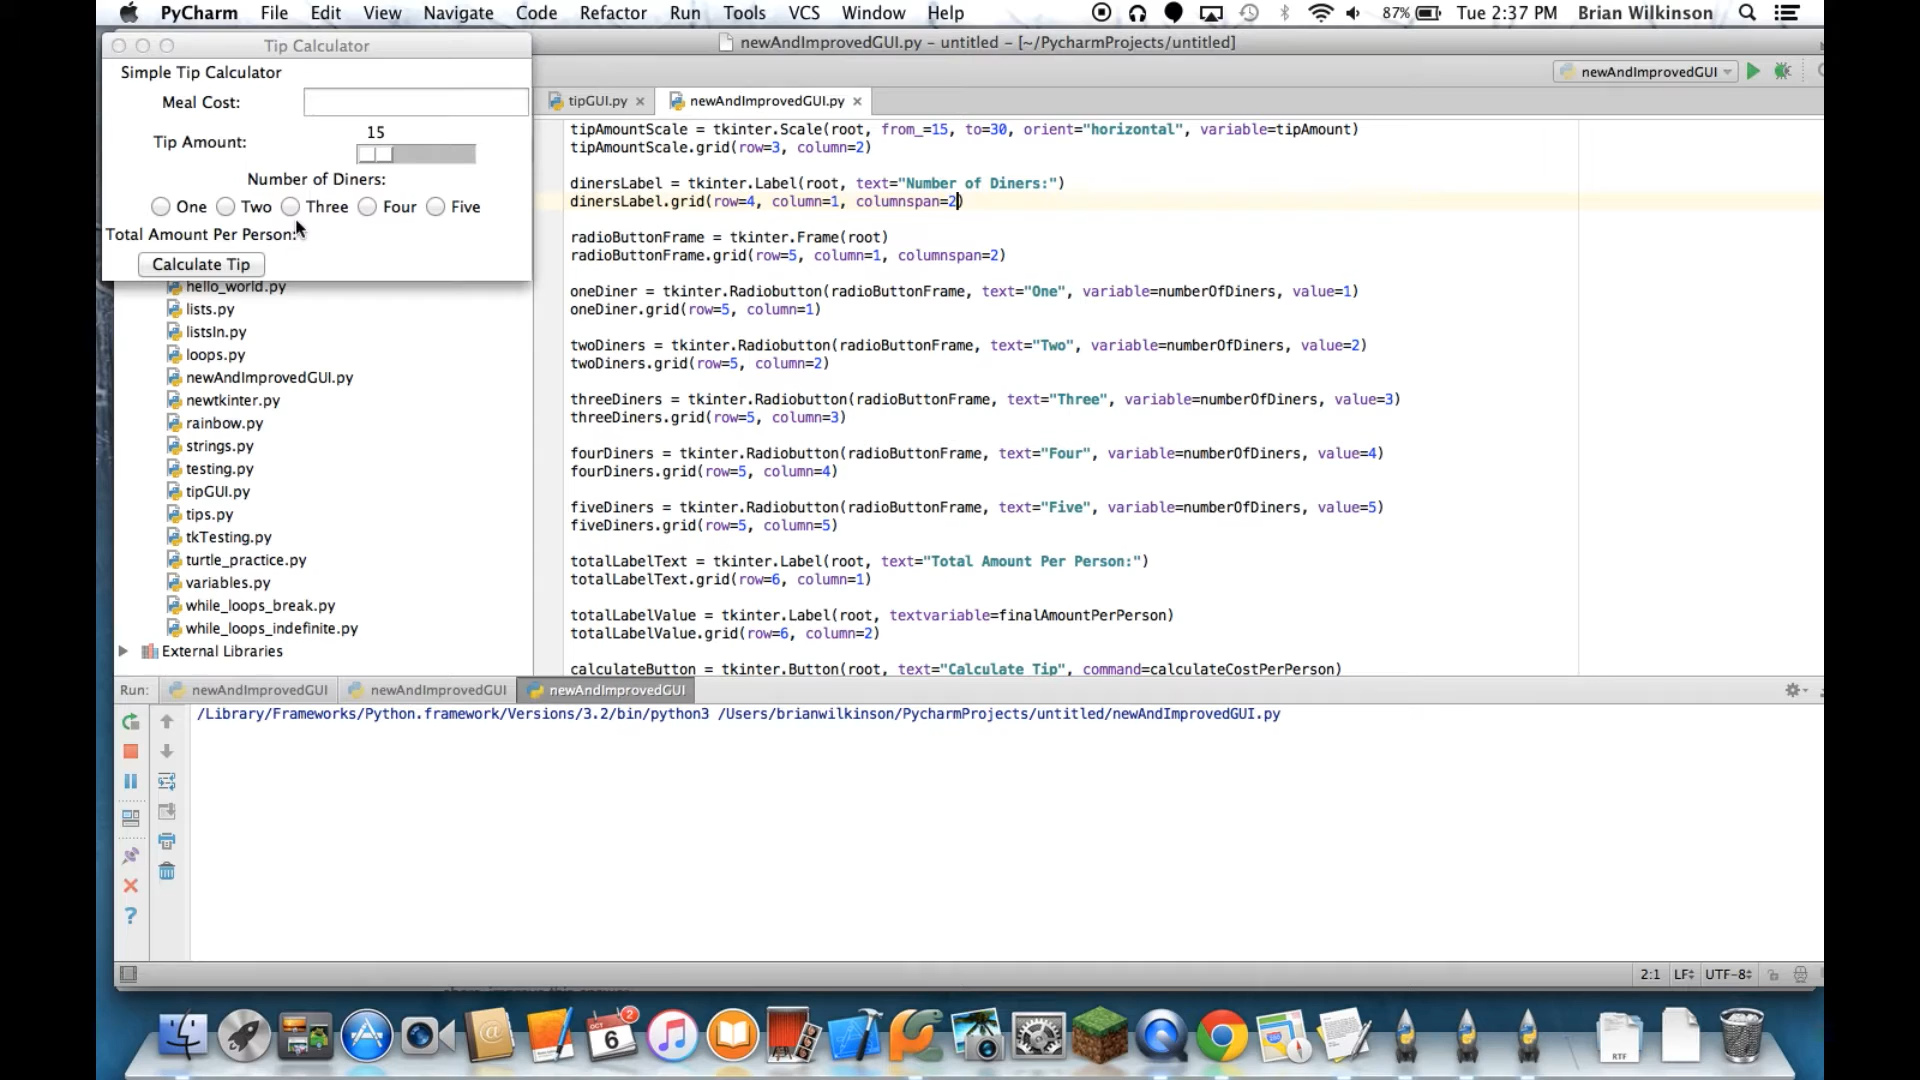 PyCharm File Edit View Navigate Code Refactor Run Tools VCS Window Help 87% Tue 2:37 PM Brian Wilkinson
Tip Calculator
newAndImprovedGUI.py – untitled – [~/PycharmProjects/untitled]
Simple Tip Calculator
newAndImprovedGUI
Meal Cost:
15
Tip Amount:
Number of Diners:
One Two Three Four Five
Total Amount Per Person:
Calculate Tip
tipGUI.py newAndImprovedGUI.py
hello_world.py
lists.py
listsIn.py
loops.py
newAndImprovedGUI.py
newtkinter.py
rainbow.py
strings.py
testing.py
tipGUI.py
tips.py
tkTesting.py
turtle_practice.py
variables.py
while_loops_break.py
while_loops_indefinite.py
External Libraries
tipAmountScale = tkinter.Scale(root, from_=15, to=30, orient="horizontal", variable=tipAmount)
tipAmountScale.grid(row=3, column=2)
dinersLabel = tkinter.Label(root, text="Number of Diners:")
dinersLabel.grid(row=4, column=1, columnspan=2)
radioButtonFrame = tkinter.Frame(root)
radioButtonFrame.grid(row=5, column=1, columnspan=2)
oneDiner = tkinter.Radiobutton(radioButtonFrame, text="One", variable=numberOfDiners, value=1)
oneDiner.grid(row=5, column=1)
twoDiners = tkinter.Radiobutton(radioButtonFrame, text="Two", variable=numberOfDiners, value=2)
twoDiners.grid(row=5, column=2)
threeDiners = tkinter.Radiobutton(radioButtonFrame, text="Three", variable=numberOfDiners, value=3)
threeDiners.grid(row=5, column=3)
fourDiners = tkinter.Radiobutton(radioButtonFrame, text="Four", variable=numberOfDiners, value=4)
fourDiners.grid(row=5, column=4)
fiveDiners = tkinter.Radiobutton(radioButtonFrame, text="Five", variable=numberOfDiners, value=5)
fiveDiners.grid(row=5, column=5)
totalLabelText = tkinter.Label(root, text="Total Amount Per Person:")
totalLabelText.grid(row=6, column=1)
totalLabelValue = tkinter.Label(root, textvariable=finalAmountPerPerson)
totalLabelValue.grid(row=6, column=2)
calculateButton = tkinter.Button(root, text="Calculate Tip", command=calculateCostPerPerson)
Run: newAndImprovedGUI newAndImprovedGUI newAndImprovedGUI
/Library/Frameworks/Python.framework/Versions/3.2/bin/python3 /Users/brianwilkinson/PycharmProjects/untitled/newAndImprovedGUI.py
2:1 LF UTF-8
OCT
6
2
RTF